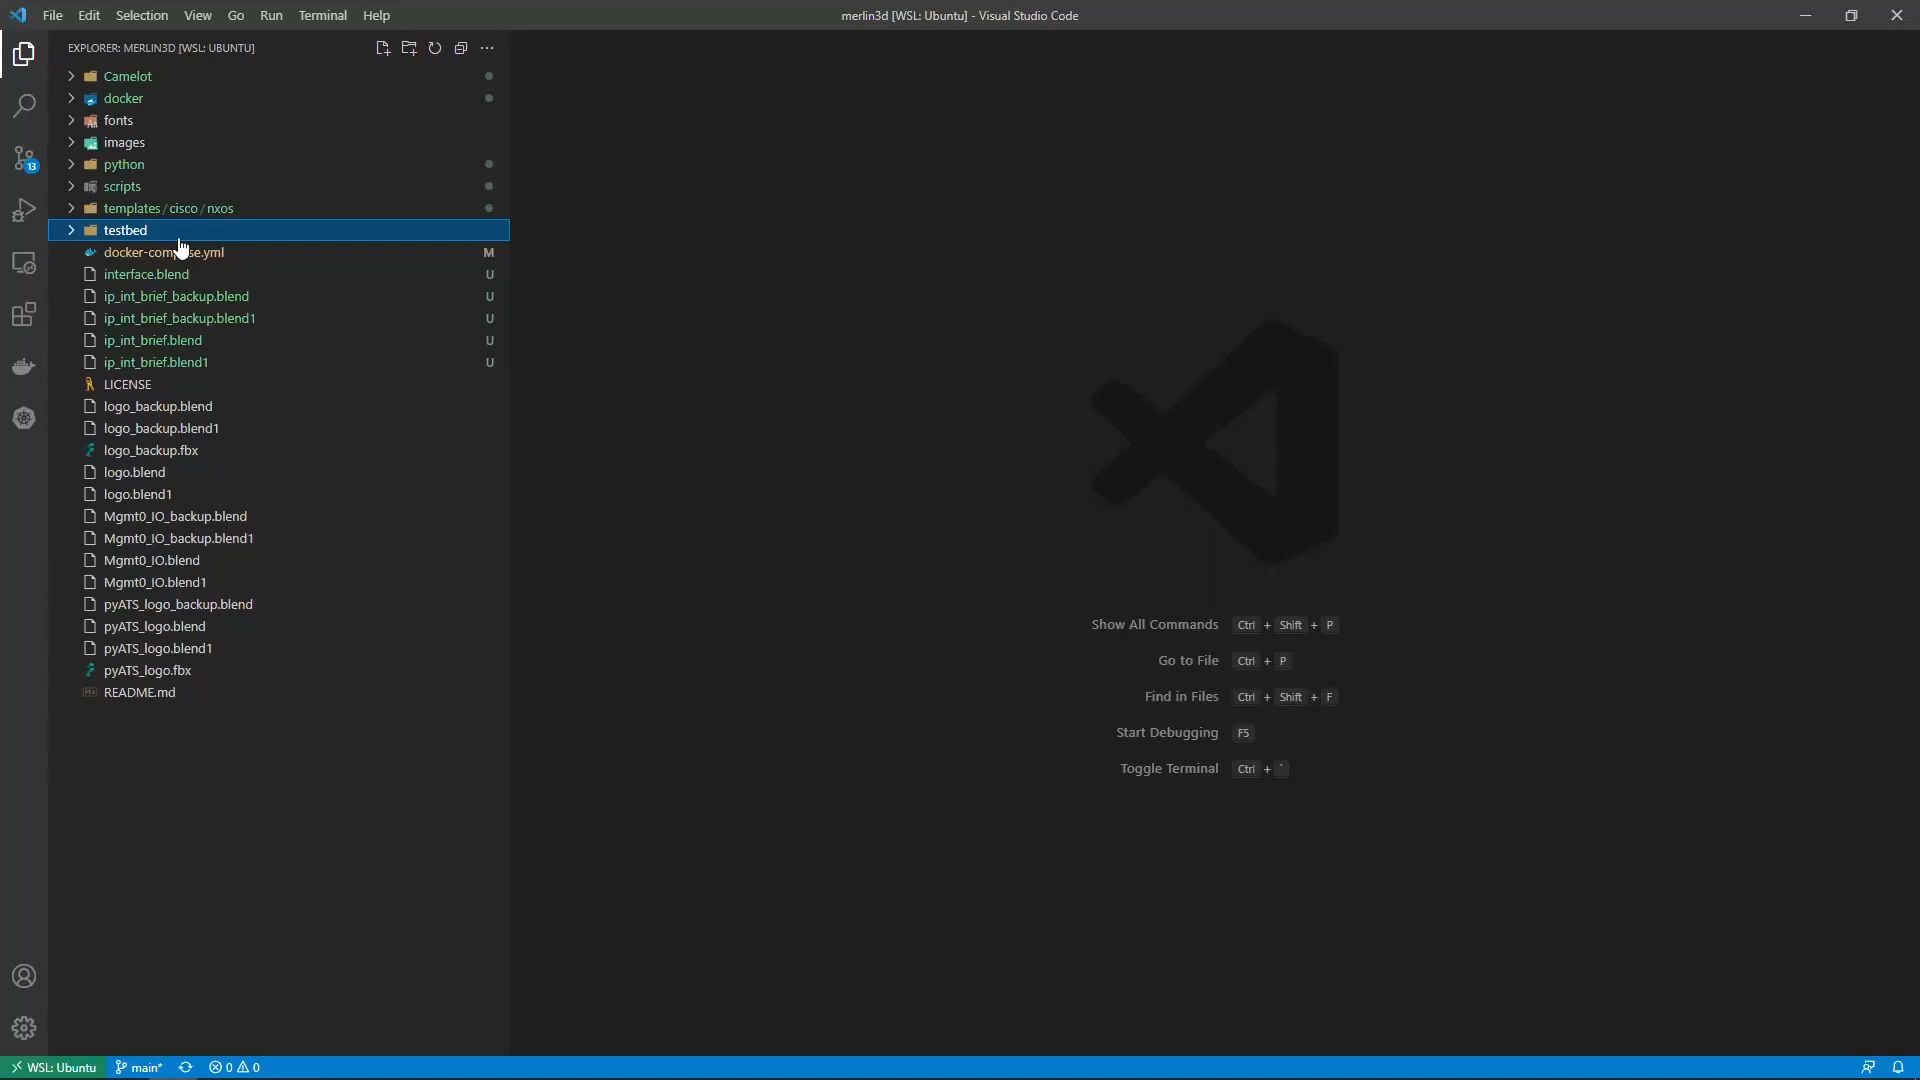 File Edit Selection View Go Run Terminal Help
merlin3d [WSL: Ubuntu] - Visual Studio Code
EXPLORER: MERLIN3D [WSL: UBUNTU]
Camelot
docker
fonts
images
python
scripts
templates / cisco / nxos
testbed
docker-compose.yml M
interface.blend U
ip_int_brief_backup.blend U
ip_int_brief_backup.blend1 U
ip_int_brief.blend U
ip_int_brief.blend1 U
LICENSE
logo_backup.blend
logo_backup.blend1
logo_backup.fbx
logo.blend
logo.blend1
Mgmt0_IO_backup.blend
Mgmt0_IO_backup.blend1
Mgmt0_IO.blend
Mgmt0_IO.blend1
pyATS_logo_backup.blend
pyATS_logo.blend
pyATS_logo.blend1
pyATS_logo.fbx
README.md
13
Show All Commands Ctrl + Shift + P
Go to File Ctrl + P
Find in Files Ctrl + Shift + F
Start Debugging F5
Toggle Terminal Ctrl + `
WSL: Ubuntu main* 0 0